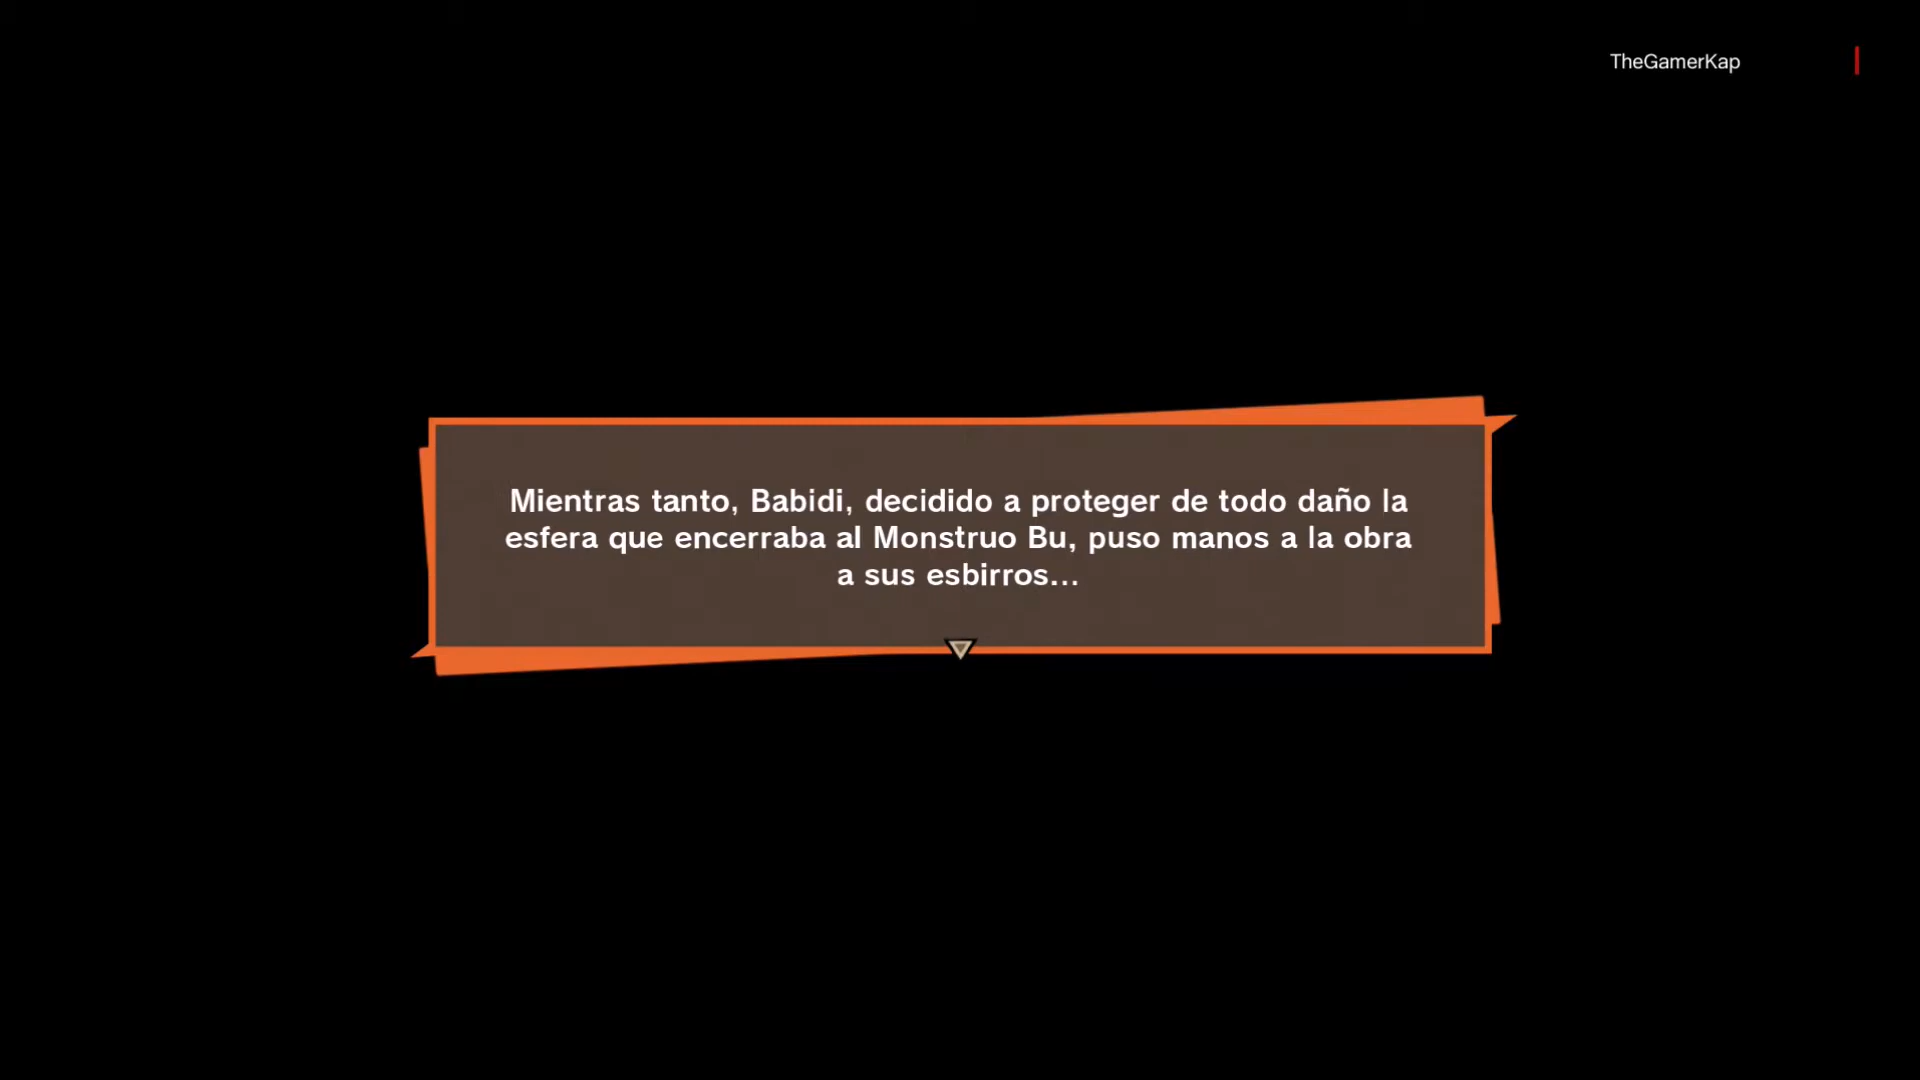 TheGamerKap
Mientras tanto, Babidi, decidido a proteger de todo daño la
esfera que encerraba al Monstruo Bu, puso manos a la obra
a sus esbirros...